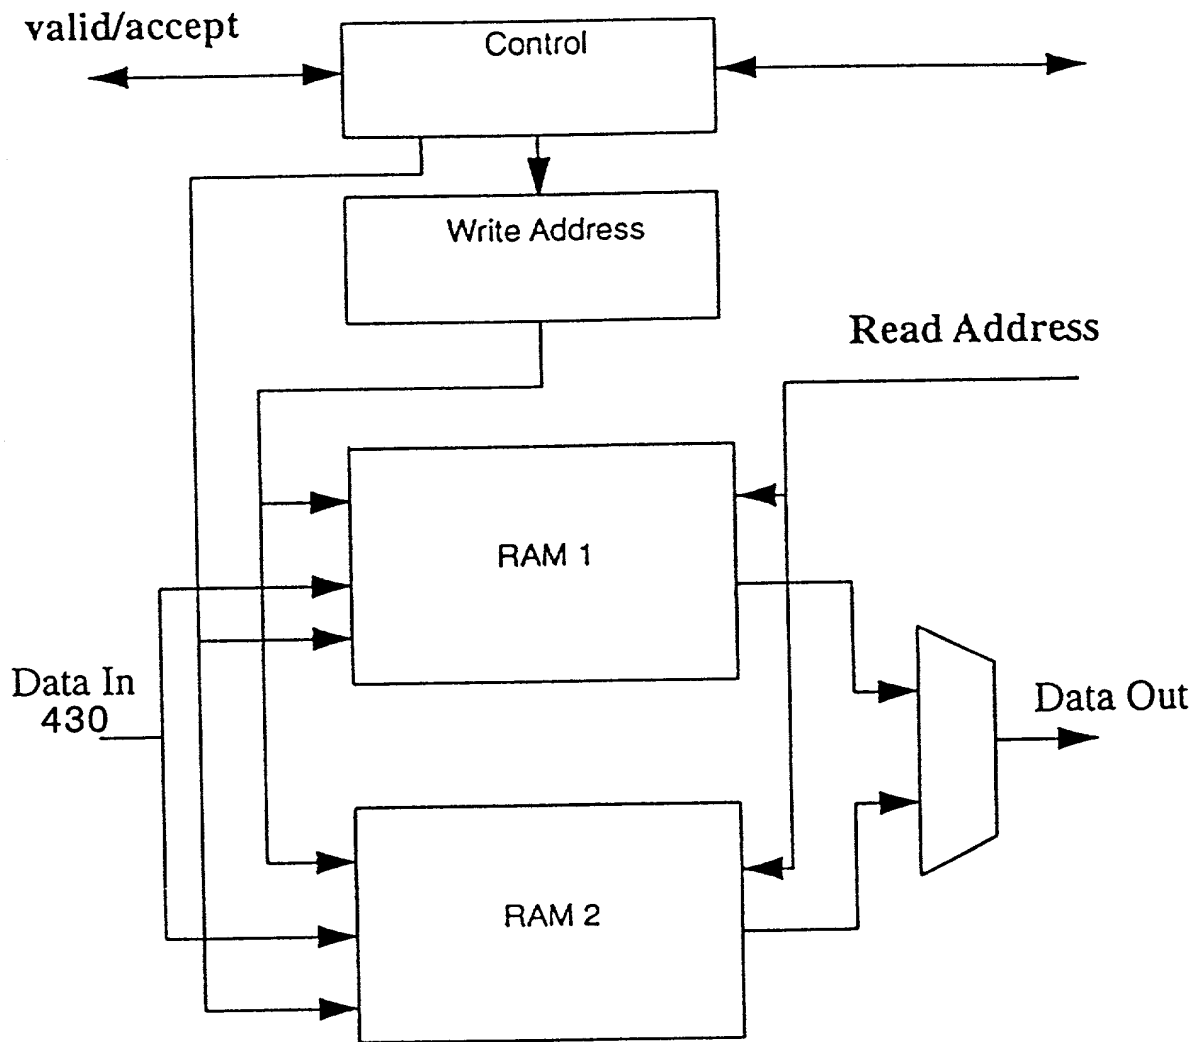 valid/accept
Control
Write Address
Read Address
RAM 1
Data In
430
Data Out
RAM 2